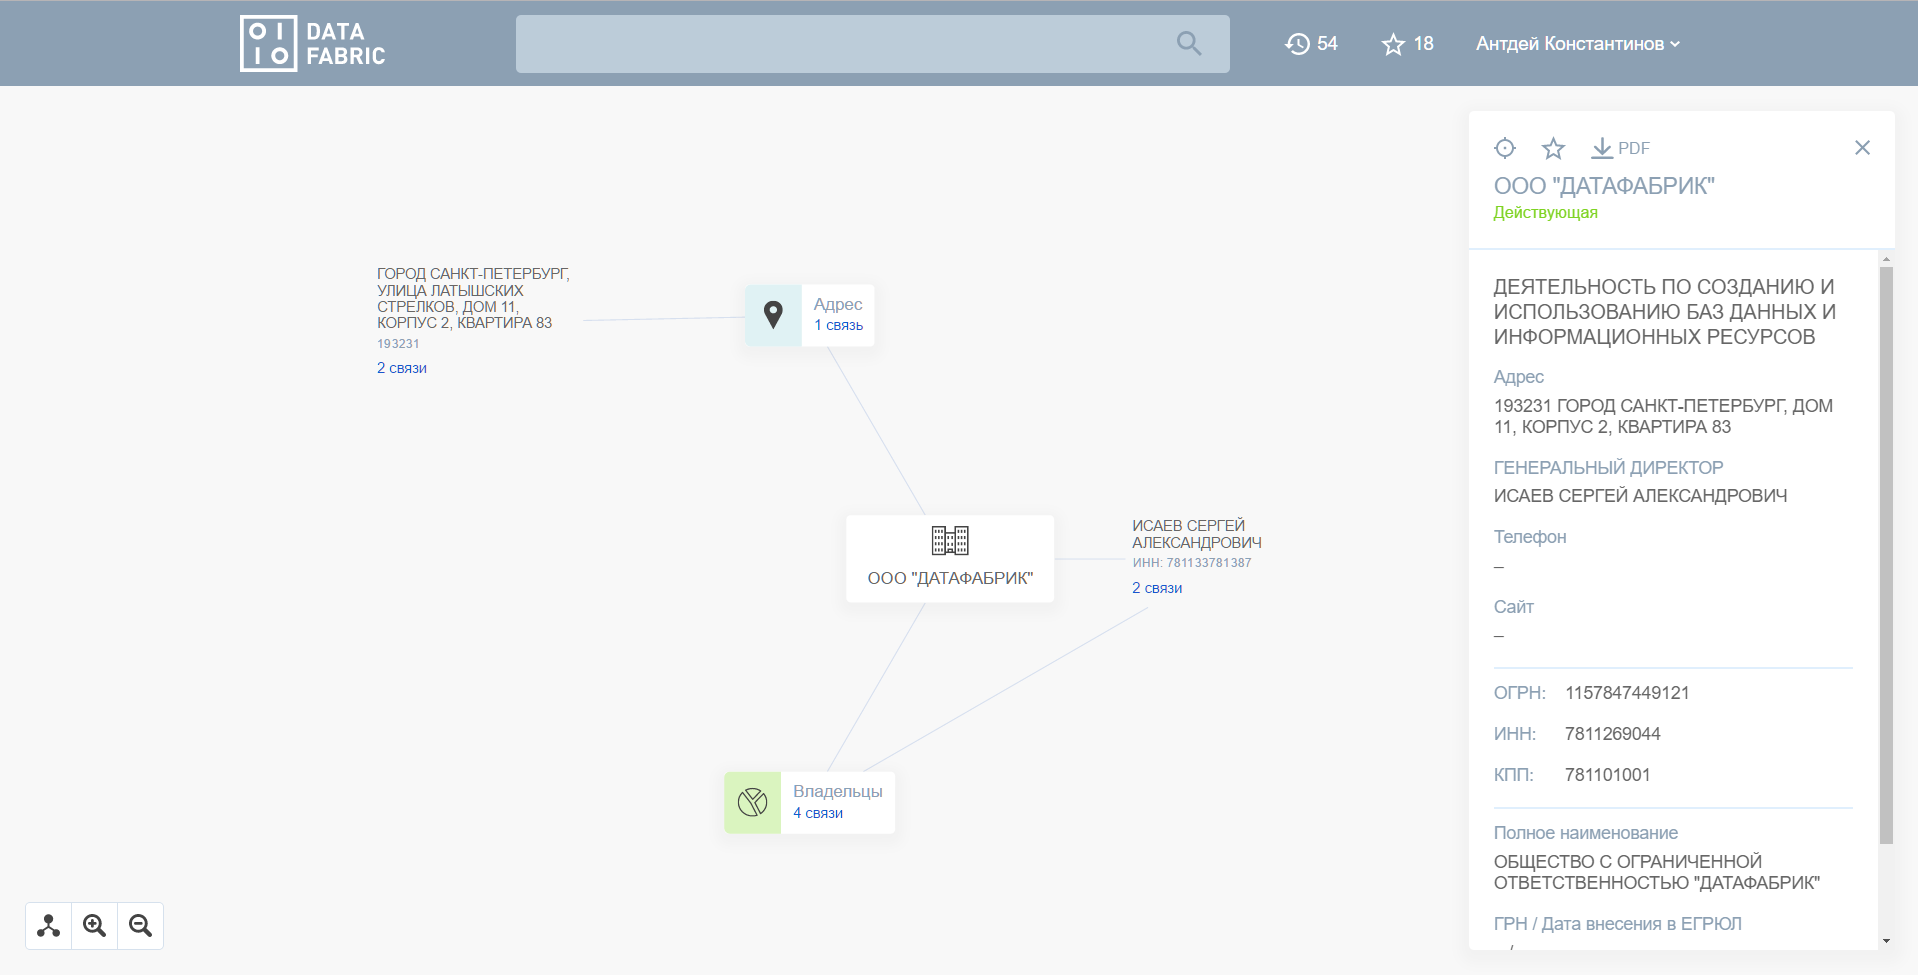 DATA
FABRIC
54
18
Антдей Константинов
ГОРОД САНКТ-ПЕТЕРБУРГ,
УЛИЦА ЛАТЫШСКИХ
СТРЕЛКОВ, ДОМ 11,
КОРПУС 2, КВАРТИРА 83
193231
2 связи
Адрес
1 связь
ООО "ДАТАФАБРИК"
ИСАЕВ СЕРГЕЙ
АЛЕКСАНДРОВИЧ
ИНН: 781133781387
2 связи
Владельцы
4 связи
PDF
ООО "ДАТАФАБРИК"
Действующая
ДЕЯТЕЛЬНОСТЬ ПО СОЗДАНИЮ И
ИСПОЛЬЗОВАНИЮ БАЗ ДАННЫХ И
ИНФОРМАЦИОННЫХ РЕСУРСОВ
Адрес
193231 ГОРОД САНКТ-ПЕТЕРБУРГ, ДОМ
11, КОРПУС 2, КВАРТИРА 83
ГЕНЕРАЛЬНЫЙ ДИРЕКТОР
ИСАЕВ СЕРГЕЙ АЛЕКСАНДРОВИЧ
Телефон
–
Сайт
–
ОГРН: 1157847449121
ИНН: 7811269044
КПП: 781101001
Полное наименование
ОБЩЕСТВО С ОГРАНИЧЕННОЙ
ОТВЕТСТВЕННОСТЬЮ "ДАТАФАБРИК"
ГРН / Дата внесения в ЕГРЮЛ